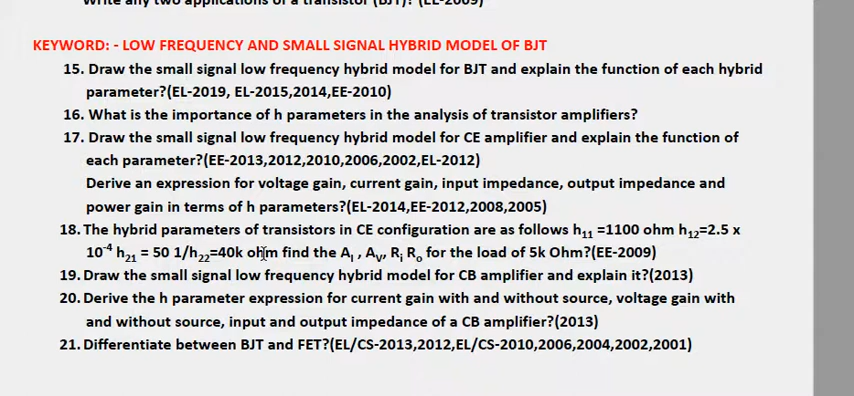 Write any two applications of a transistor (BJT)? (EL-2009)
KEYWORD: - LOW FREQUENCY AND SMALL SIGNAL HYBRID MODEL OF BJT
15. Draw the small signal low frequency hybrid model for BJT and explain the function of each hybrid
parameter?(EL-2019, EL-2015,2014,EE-2010)
16. What is the importance of h parameters in the analysis of transistor amplifiers?
17. Draw the small signal low frequency hybrid model for CE amplifier and explain the function of
each parameter?(EE-2013,2012,2010,2006,2002,EL-2012)
Derive an expression for voltage gain, current gain, input impedance, output impedance and
power gain in terms of h parameters?(EL-2014,EE-2012,2008,2005)
18. The hybrid parameters of transistors in CE configuration are as follows h₁₁ =1100 ohm h₁₂=2.5 x
10⁻⁴ h₂₁ = 50 1/h₂₂=40k ohm find the Aᵢ , Aᵥ, Rᵢ Rₒ for the load of 5k Ohm?(EE-2009)
19. Draw the small signal low frequency hybrid model for CB amplifier and explain it?(2013)
20. Derive the h parameter expression for current gain with and without source, voltage gain with
and without source, input and output impedance of a CB amplifier?(2013)
21. Differentiate between BJT and FET?(EL/CS-2013,2012,EL/CS-2010,2006,2004,2002,2001)